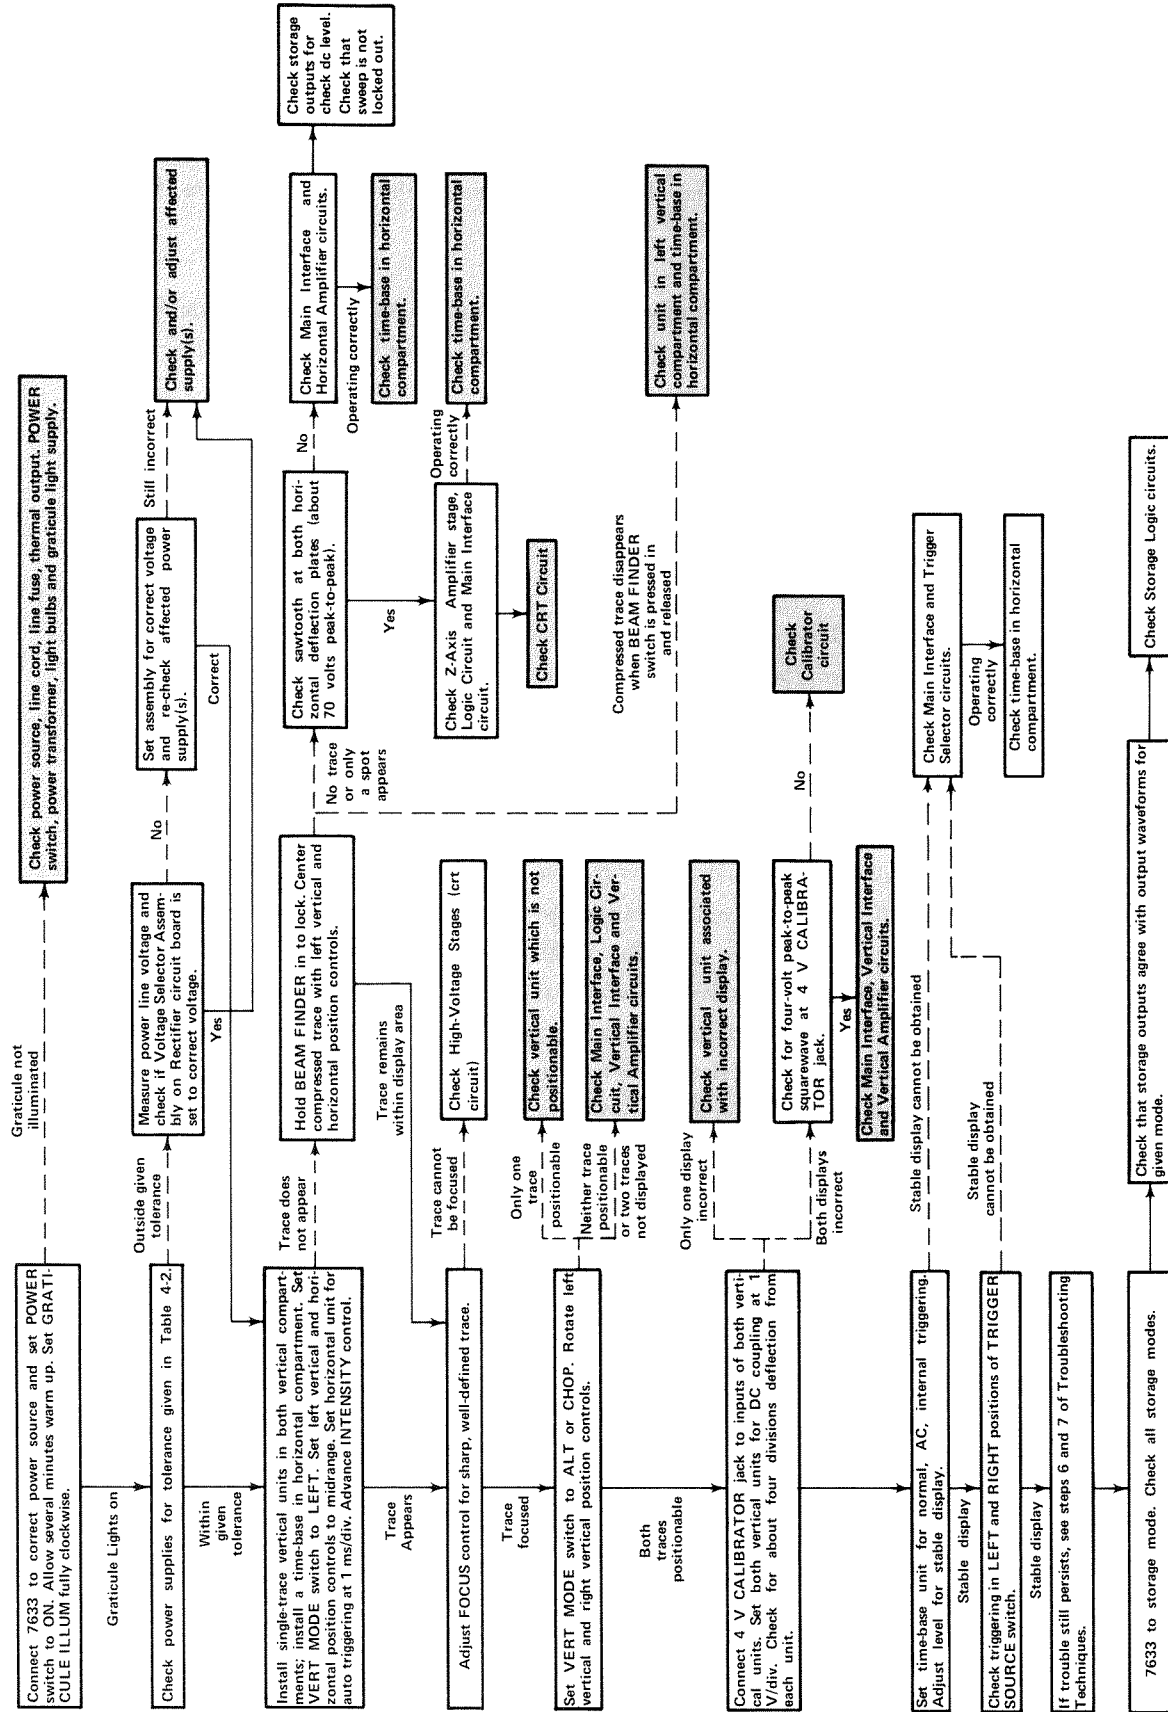 Connect 7633 to correct power source and set POWER
switch to ON. Allow several minutes warm up. Set GRATI-
CULE ILLUM fully clockwise.
Graticule not
illuminated
Check power source, line cord, line fuse, thermal output. POWER
switch, power transformer, light bulbs and graticule light supply.
Graticule Lights on
Check power supplies for tolerance given in Table 4-2.
Outside given
tolerance
Measure power line voltage and
check if Voltage Selector Assem-
bly on Rectifier circuit board is
set to correct voltage.
No
Set assembly for correct voltage
and re-check affected power
supply(s).
Still incorrect
Check and/or adjust affected
supply(s).
Yes
Correct
Within
given
tolerance
Install single-trace vertical units in both vertical compart-
ments; install a time-base in horizontal compartment. Set
VERT MODE switch to LEFT. Set left vertical and hori-
zontal position controls to midrange. Set horizontal unit for
auto triggering at 1 ms/div. Advance INTENSITY control.
Trace does
not appear
Hold BEAM FINDER in to lock. Center
compressed trace with left vertical and
horizontal position controls.
No trace
or only
a spot
appears
Check sawtooth at both hori-
zontal deflection plates (about
70 volts peak-to-peak).
No
Check Main Interface and
Horizontal Amplifier circuits.
Check storage
outputs for
check dc level.
Check that
sweep is not
locked out.
Operating correctly
Check time-base in horizontal
compartment.
Yes
Check Z-Axis Amplifier stage,
Logic Circuit and Main Interface
circuit.
Operating
correctly
Check time-base in horizontal
compartment.
Check CRT Circuit
Compressed trace disappears
when BEAM FINDER
switch is pressed in
and released
Check unit in left vertical
compartment and time-base in
horizontal compartment.
Trace remains
within display area
Trace
Appears
Adjust FOCUS control for sharp, well-defined trace.
Trace cannot
be focused
Check High-Voltage Stages (crt
circuit)
Trace
focused
Set VERT MODE switch to ALT or CHOP. Rotate left
vertical and right vertical position controls.
Only one
trace
positionable
Check vertical unit which is not
positionable.
Neither trace
positionable
or two traces
not displayed
Check Main Interface, Logic Cir-
cuit, Vertical Interface and Ver-
tical Amplifier circuits.
Both
traces
positionable
Connect 4 V CALIBRATOR jack to inputs of both verti-
cal units. Set both vertical units for DC coupling at 1
V/div. Check for about four divisions deflection from
each unit.
Only one display
incorrect
Check vertical unit associated
with incorrect display.
Both displays
incorrect
Check for four-volt peak-to-peak
squarewave at 4 V CALIBRA-
TOR jack.
No
Check
Calibrator
circuit
Yes
Check Main Interface, Vertical Interface
and Vertical Amplifier circuits.
Set time-base unit for normal, AC, internal triggering.
Adjust level for stable display.
Stable display cannot be obtained
Check Main Interface and Trigger
Selector circuits.
Operating
correctly
Check time-base in horizontal
compartment.
Stable display
Check triggering in LEFT and RIGHT positions of TRIGGER
SOURCE switch.
Stable display
cannot be obtained
Stable display
If trouble still persists, see steps 6 and 7 of Troubleshooting
Techniques.
7633 to storage mode. Check all storage modes.
Check that storage outputs agree with output waveforms for
given mode.
Check Storage Logic circuits.